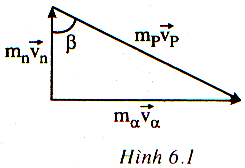 β
m_P v⃗_P
m_n v⃗_n
m_α v⃗_α
Hình 6.1